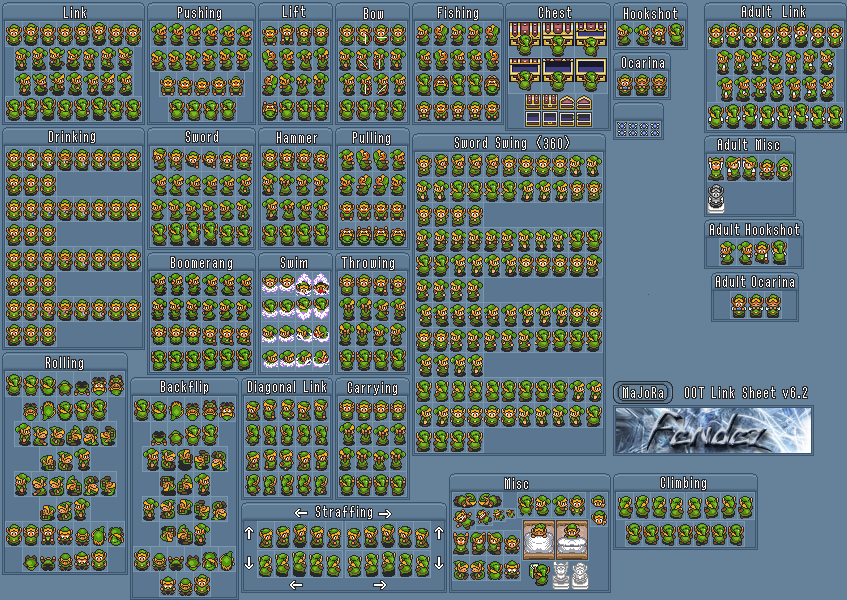 Link
Pushing
Lift
Bow
Fishing
Chest
Hookshot
Adult Link
Ocarina
Drinking
Sword
Hammer
Pulling
Sword Swing (360)
Adult Misc
Adult Hookshot
Boomerang
Swim
Throwing
Adult Ocarina
Rolling
Backflip
Diagonal Link
Carrying
MaJoRa
OOT Link Sheet v6.2
Fendez
Misc
Climbing
← Straffing →